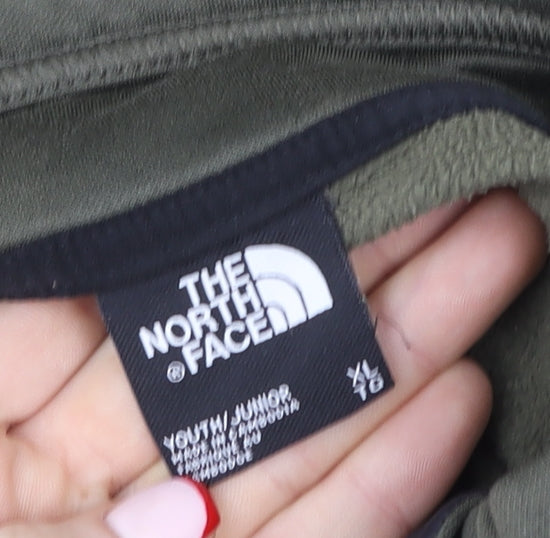 THE
NORTH
FACE
®
XL
TG
YOUTH/JUNIOR
MADE IN CAMBODIA
FABRIQUÉ AU
CAMBODGE